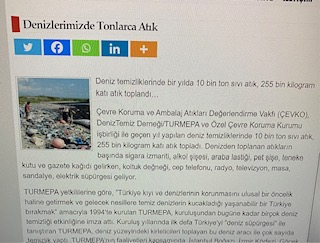 Denizlerimizde Tonlarca Atık
Deniz temizliklerinde bir yılda 10 bin ton sıvı atık, 255 bin kilogram
katı atık toplandı...
Çevre Koruma ve Ambalaj Atıkları Değerlendirme Vakfı (ÇEVKO),
DenizTemiz Derneği/TURMEPA ve Özel Çevre Koruma Kurumu
işbirliği ile geçen yıl yapılan deniz temizliklerinde 10 bin ton sıvı atık,
255 bin kilogram katı atık topladı. Denizden toplanan atıkların
başında sigara izmariti, alkol şişesi, araba lastiği, pet şişe, teneke
kutu ve gazete kağıdı gelirken, koltuk değneği, cep telefonu, radyo, televizyon, masa,
sandalye, elektrik süpürgesi geliyor.
TURMEPA yetkililerine göre, "Türkiye kıyı ve denizlerinin korunmasını ulusal bir öncelik
haline getirmek ve gelecek nesillere temiz denizlerin kucakladığı yaşanabilir bir Türkiye
bırakmak" amacıyla 1994'te kurulan TURMEPA, kuruluşundan bugüne kadar birçok deniz
temizliği etkinliğine imza attı. Kuruluş yıllarında ilk defa Türkiye'yi "deniz süpürgesi" ile
tanıştıran TURMEPA, deniz yüzeyindeki kirleticileri toplayan bu deniz aracı ile çok sayıda
temizlik yaptı. TURMEPA'nın faaliyetleri kapsamında, İstanbul Boğazı, İzmir Körfezi, Göcek